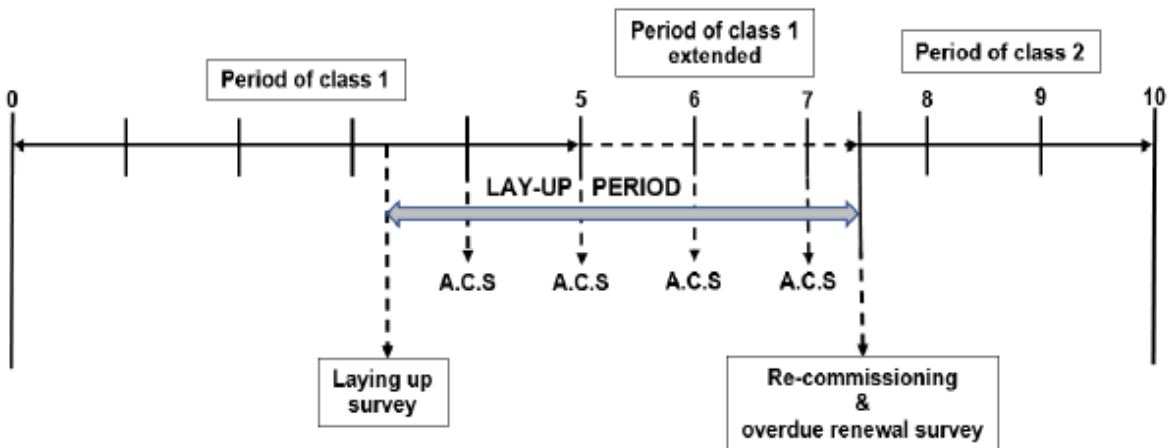 Period of class 1
Period of class 1
extended
Period of class 2
0
5
6
7
8
9
10
LAY-UP PERIOD
A.C.S
A.C.S
A.C.S
A.C.S
Laying up
survey
Re-commissioning
&
overdue renewal survey